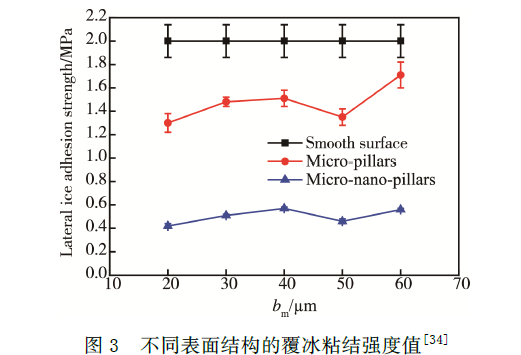 Lateral ice adhesion strength/MPa
2.2
2.0
1.8
1.6
1.4
1.2
1.0
0.8
0.6
0.4
0.2
0.0
Smooth surface
Micro-pillars
Micro-nano-pillars
10 20 30 40 50 60 70
bm/μm
图 3 不同表面结构的覆冰粘结强度值[34]